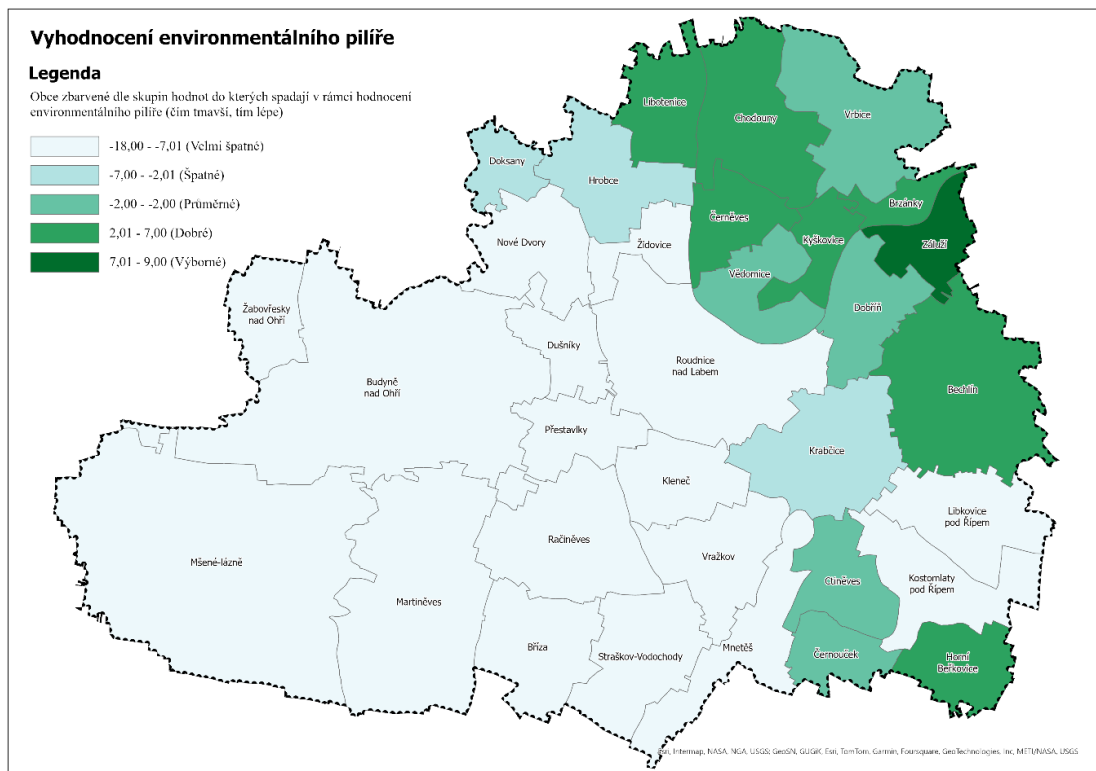 Vyhodnocení environmentálního pilíře
Legenda
Obce zbarvené dle skupin hodnot do kterých spadají v rámci hodnocení
environmentálního pilíře (čím tmavší, tím lépe)
-18,00 - -7,01 (Velmi špatné)
-7,00 - -2,01 (Špatné)
-2,00 - -2,00 (Průměrné)
2,01 - 7,00 (Dobré)
7,01 - 9,00 (Výborné)
Libotenice
Chodouny
Vrbice
Doksany
Hrobce
Brzánky
Černěves
Kyškovice
Záluží
Nové Dvory
Židovice
Vědomice
Dobříň
Žabovřesky
nad Ohří
Dušníky
Roudnice
nad Labem
Budyně
nad Ohří
Bechlín
Přestavlky
Krabčice
Kleneč
Libkovice
pod Řípem
Račiněves
Vražkov
Mšené-lázně
Ctiněves
Kostomlaty
pod Řípem
Martiněves
Bříza
Straškov-Vodochody
Mnetěš
Černouček
Horní
Beřkovice
Esri, Intermap, NASA, NGA, USGS; GeoSN, GUGiK, Esri, TomTom, Garmin, Foursquare, GeoTechnologies, Inc, METI/NASA, USGS